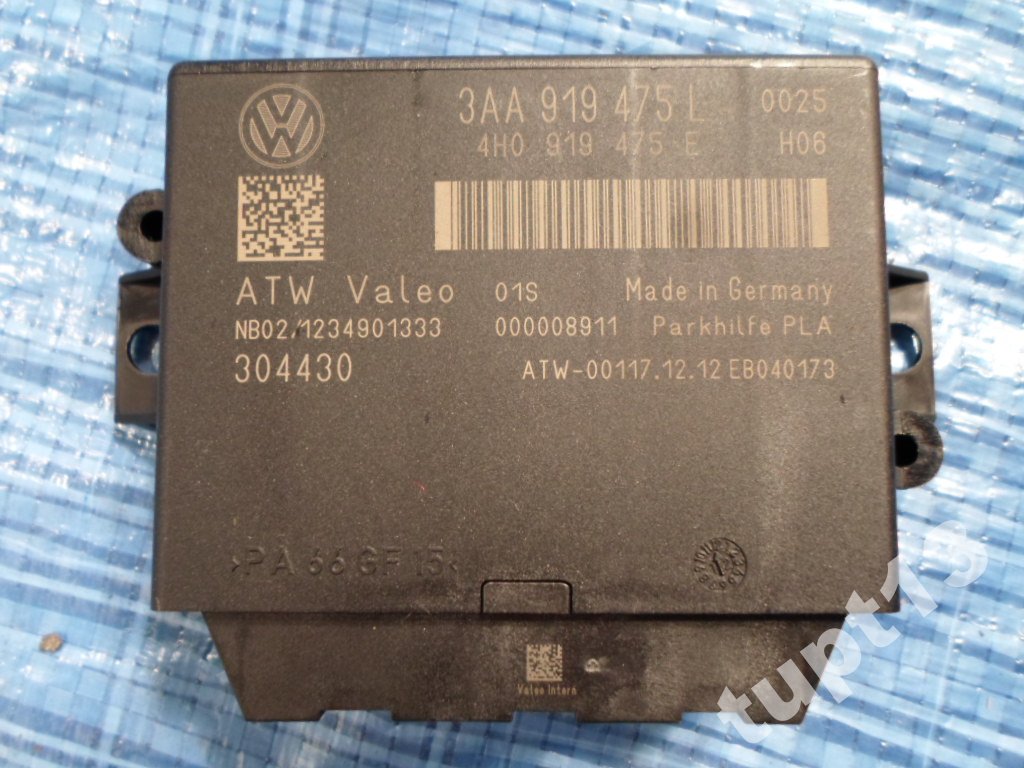 3AA 919 475 L 0025
4H0 919 475 E H06
ATW Valeo 01S Made in Germany
NB02/1234901333 000008911 Parkhilfe PLA
304430 ATW-00117.12.12 EB040173
>PA 66 GF 15<
Valeo Intern
tupt13